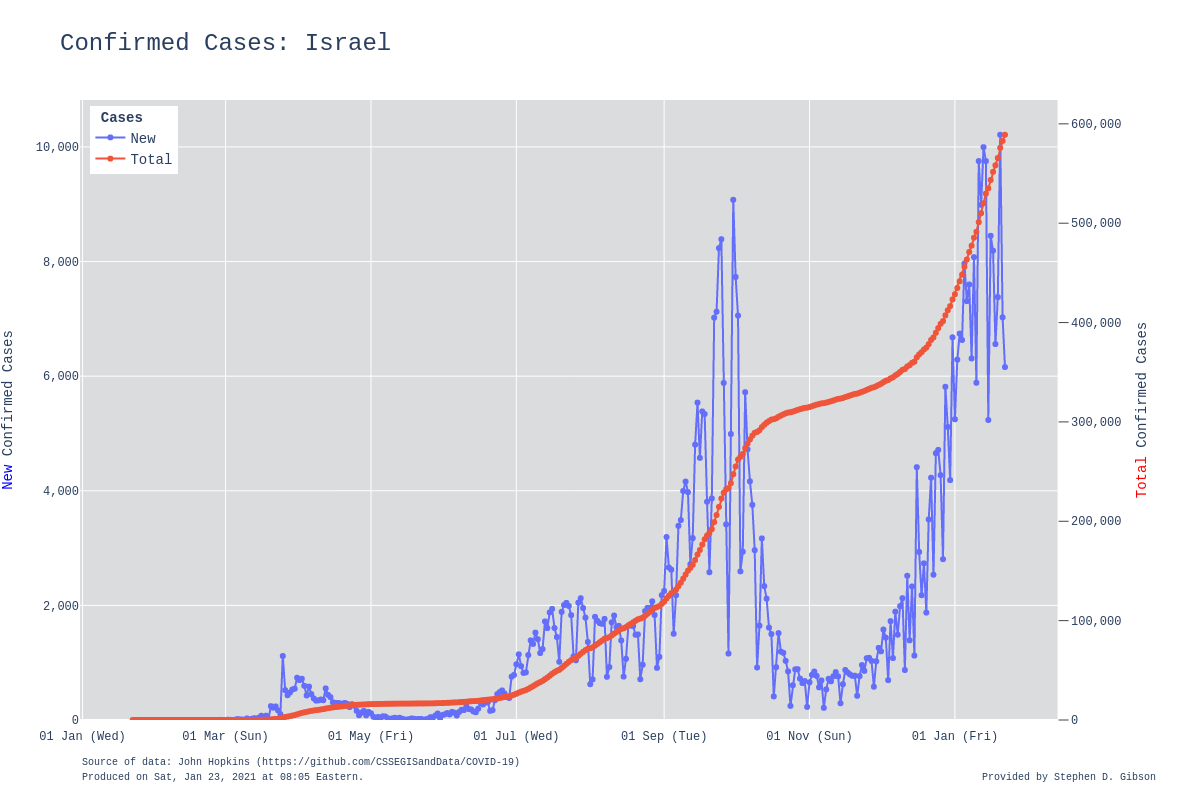 Confirmed Cases: Israel
Cases
New
Total
10,000
8,000
6,000
4,000
2,000
0
600,000
500,000
400,000
300,000
200,000
100,000
0
New Confirmed Cases
Total Confirmed Cases
01 Jan (Wed) 01 Mar (Sun) 01 May (Fri) 01 Jul (Wed) 01 Sep (Tue) 01 Nov (Sun) 01 Jan (Fri)
Source of data: John Hopkins (https://github.com/CSSEGISandData/COVID-19)
Produced on Sat, Jan 23, 2021 at 08:05 Eastern.
Provided by Stephen D. Gibson